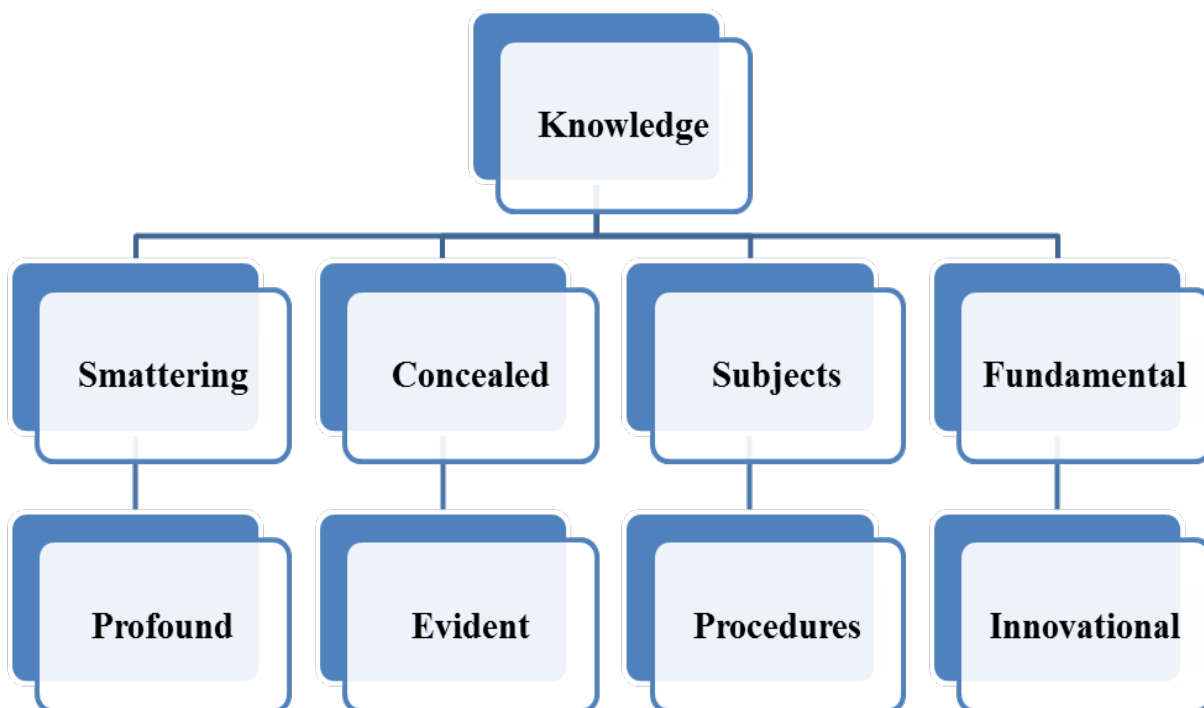 Knowledge
Smattering
Concealed
Subjects
Fundamental
Profound
Evident
Procedures
Innovational